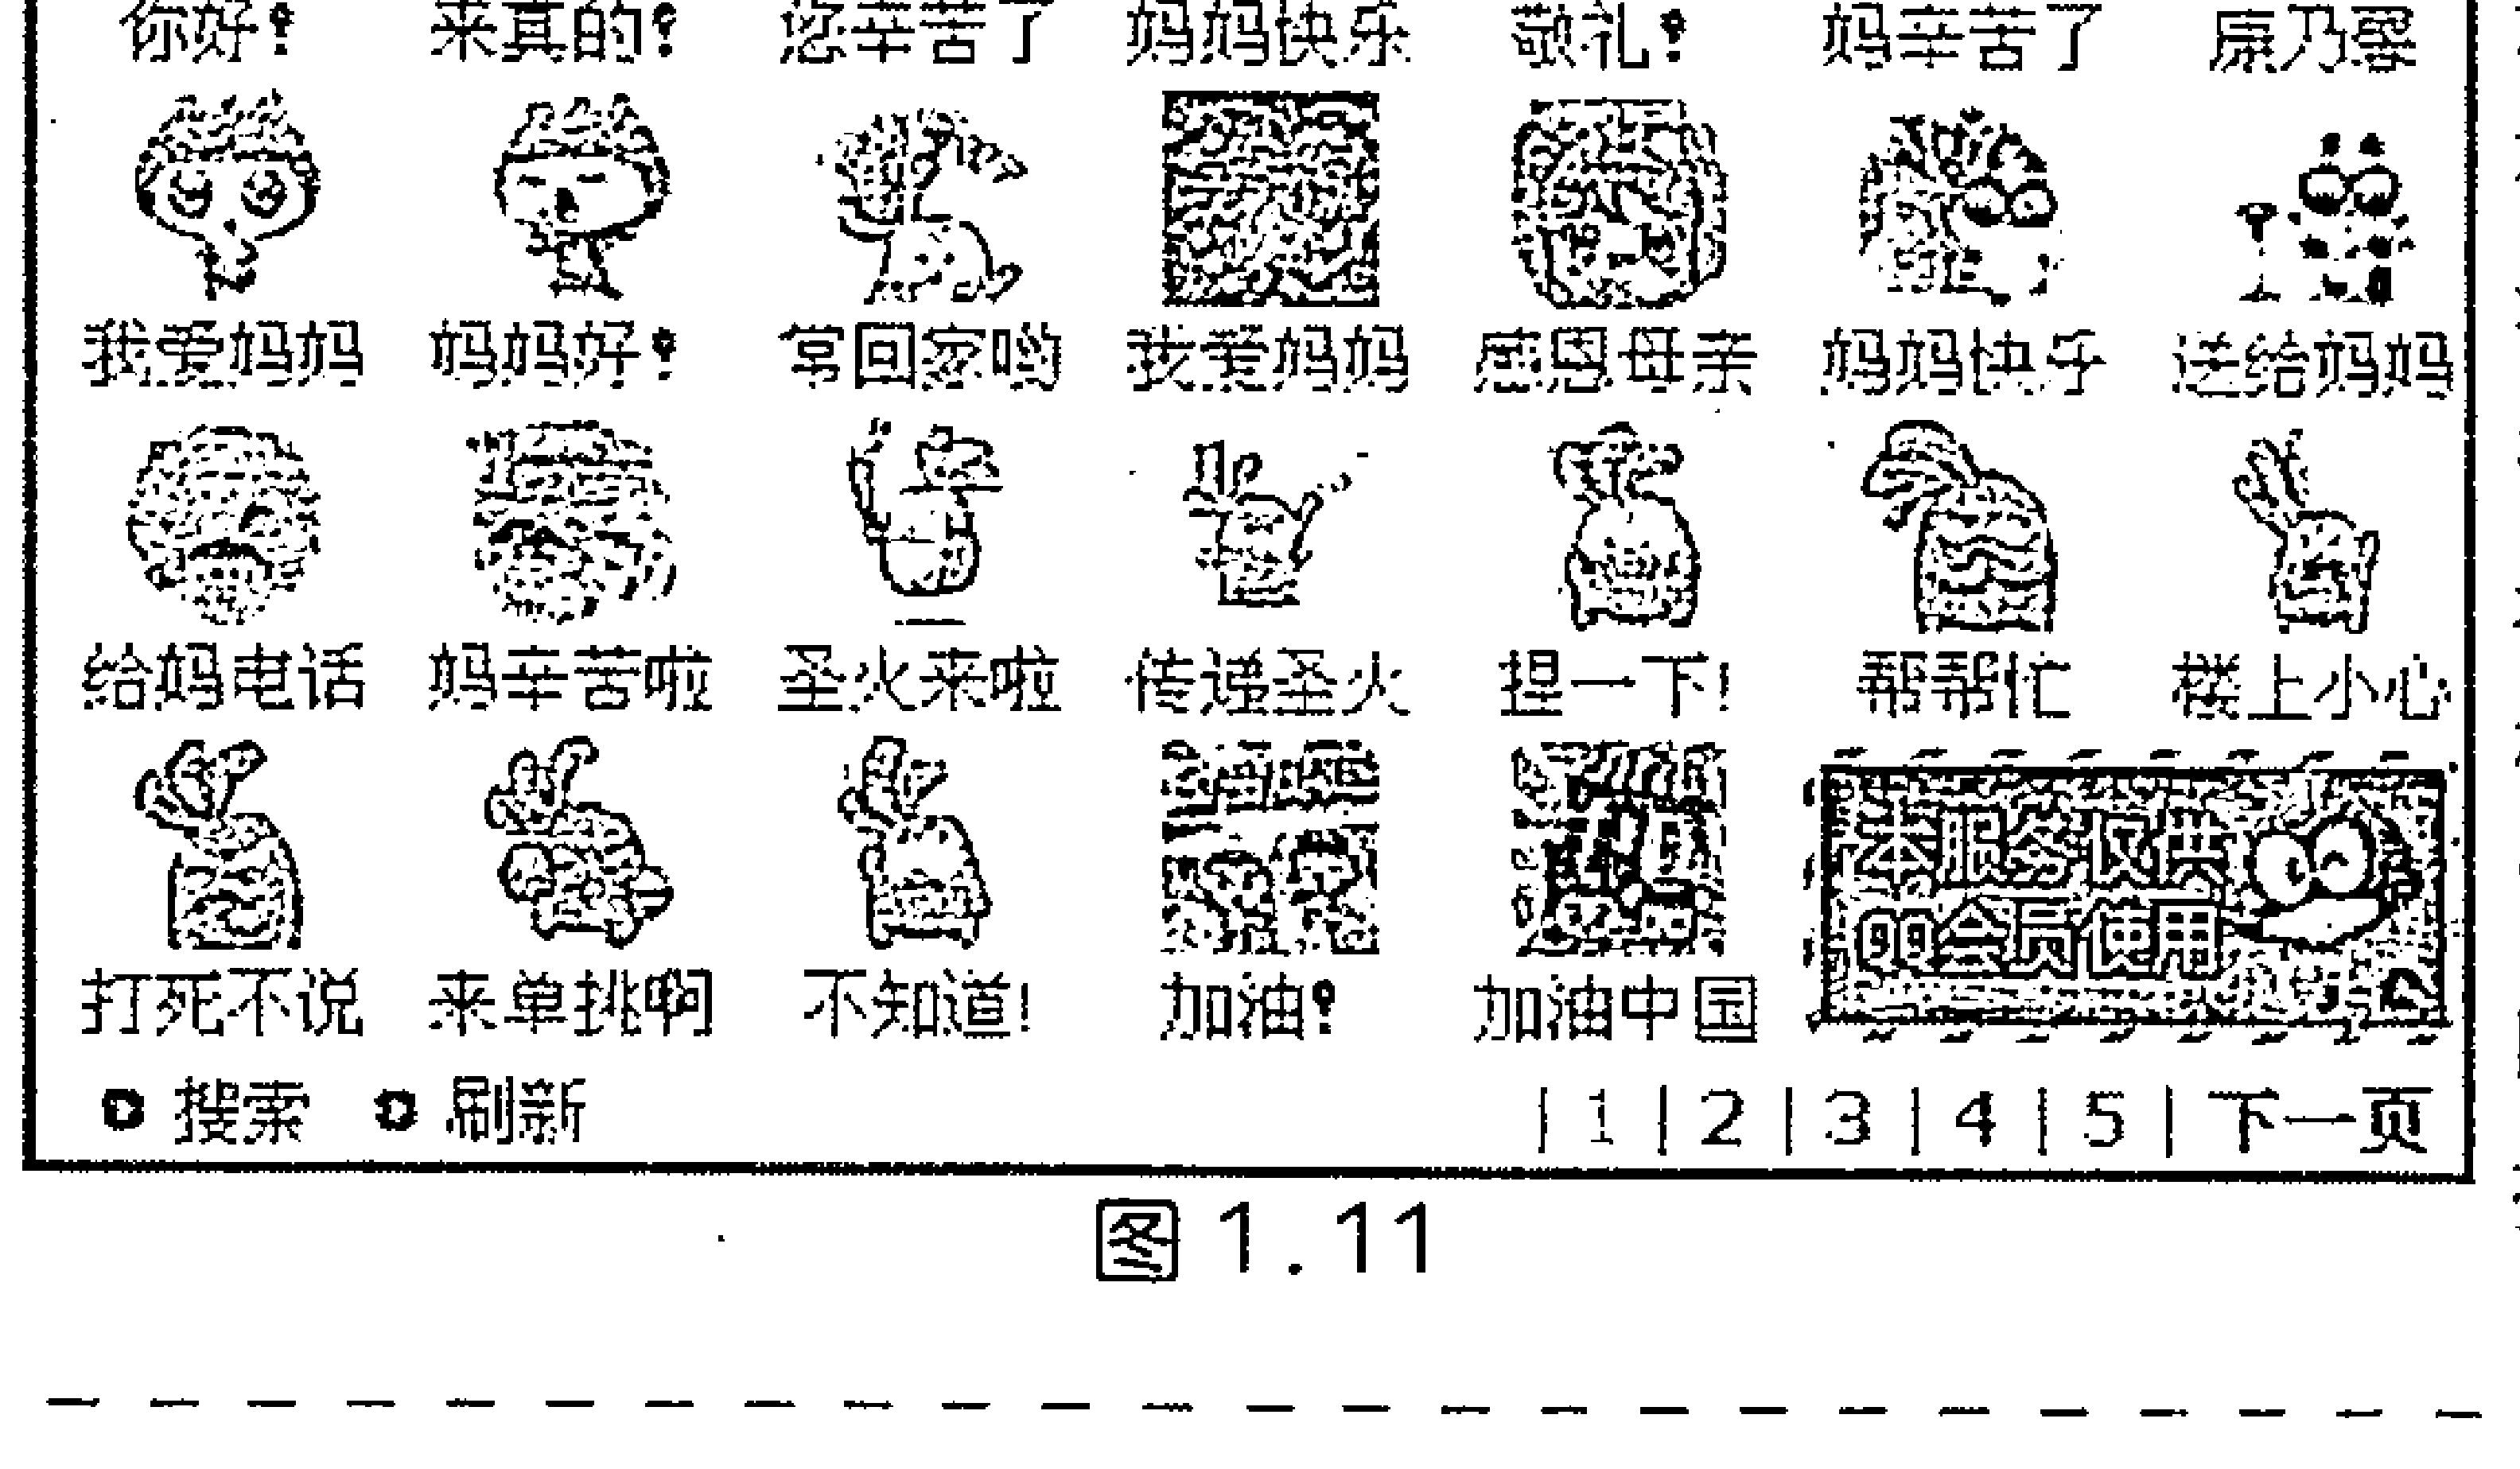 你好! 来真的? 您辛苦了 妈妈快乐 敬礼! 妈辛苦了 康乃馨
我爱妈妈 妈妈好! 常回家哟 我爱妈妈 感恩母亲 妈妈快乐 送给妈妈
给妈电话 妈辛苦啦 圣火来啦 传递圣火 捏一下! 帮帮忙 楼上小心
本服务仅供
QQ会员使用
打死不说 来单挑啊 不知道! 加油! 加油中国
搜索 刷新 | 1 | 2 | 3 | 4 | 5 | 下一页
图 1.11